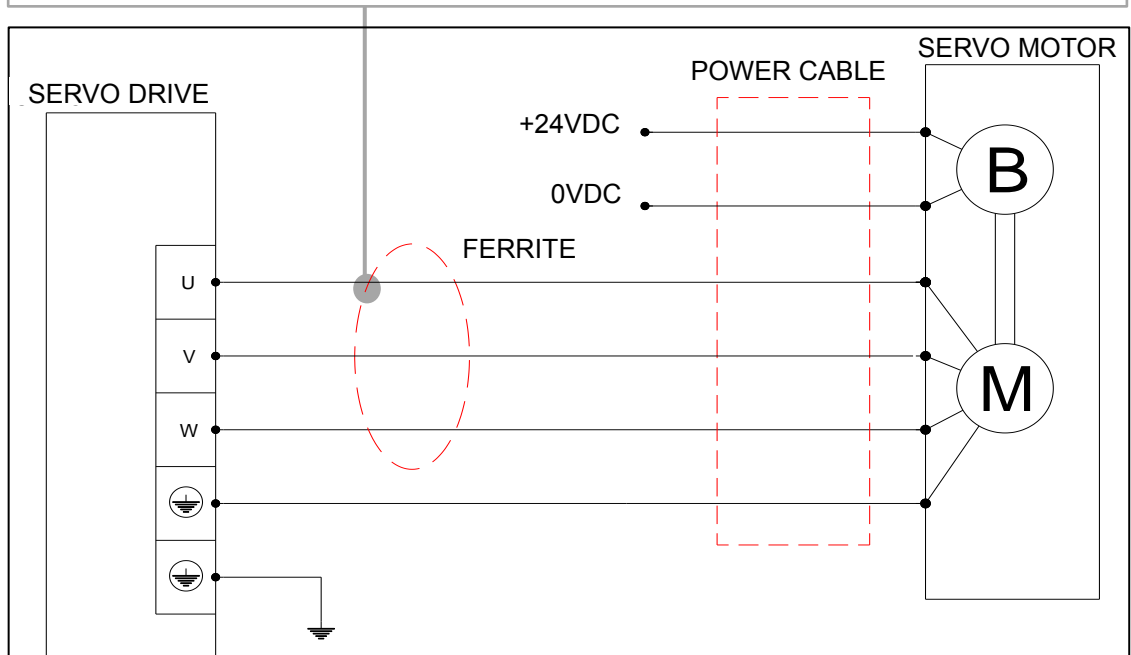 SERVO MOTOR
POWER CABLE
SERVO DRIVE
+24VDC
B
0VDC
FERRITE
U
V
M
W